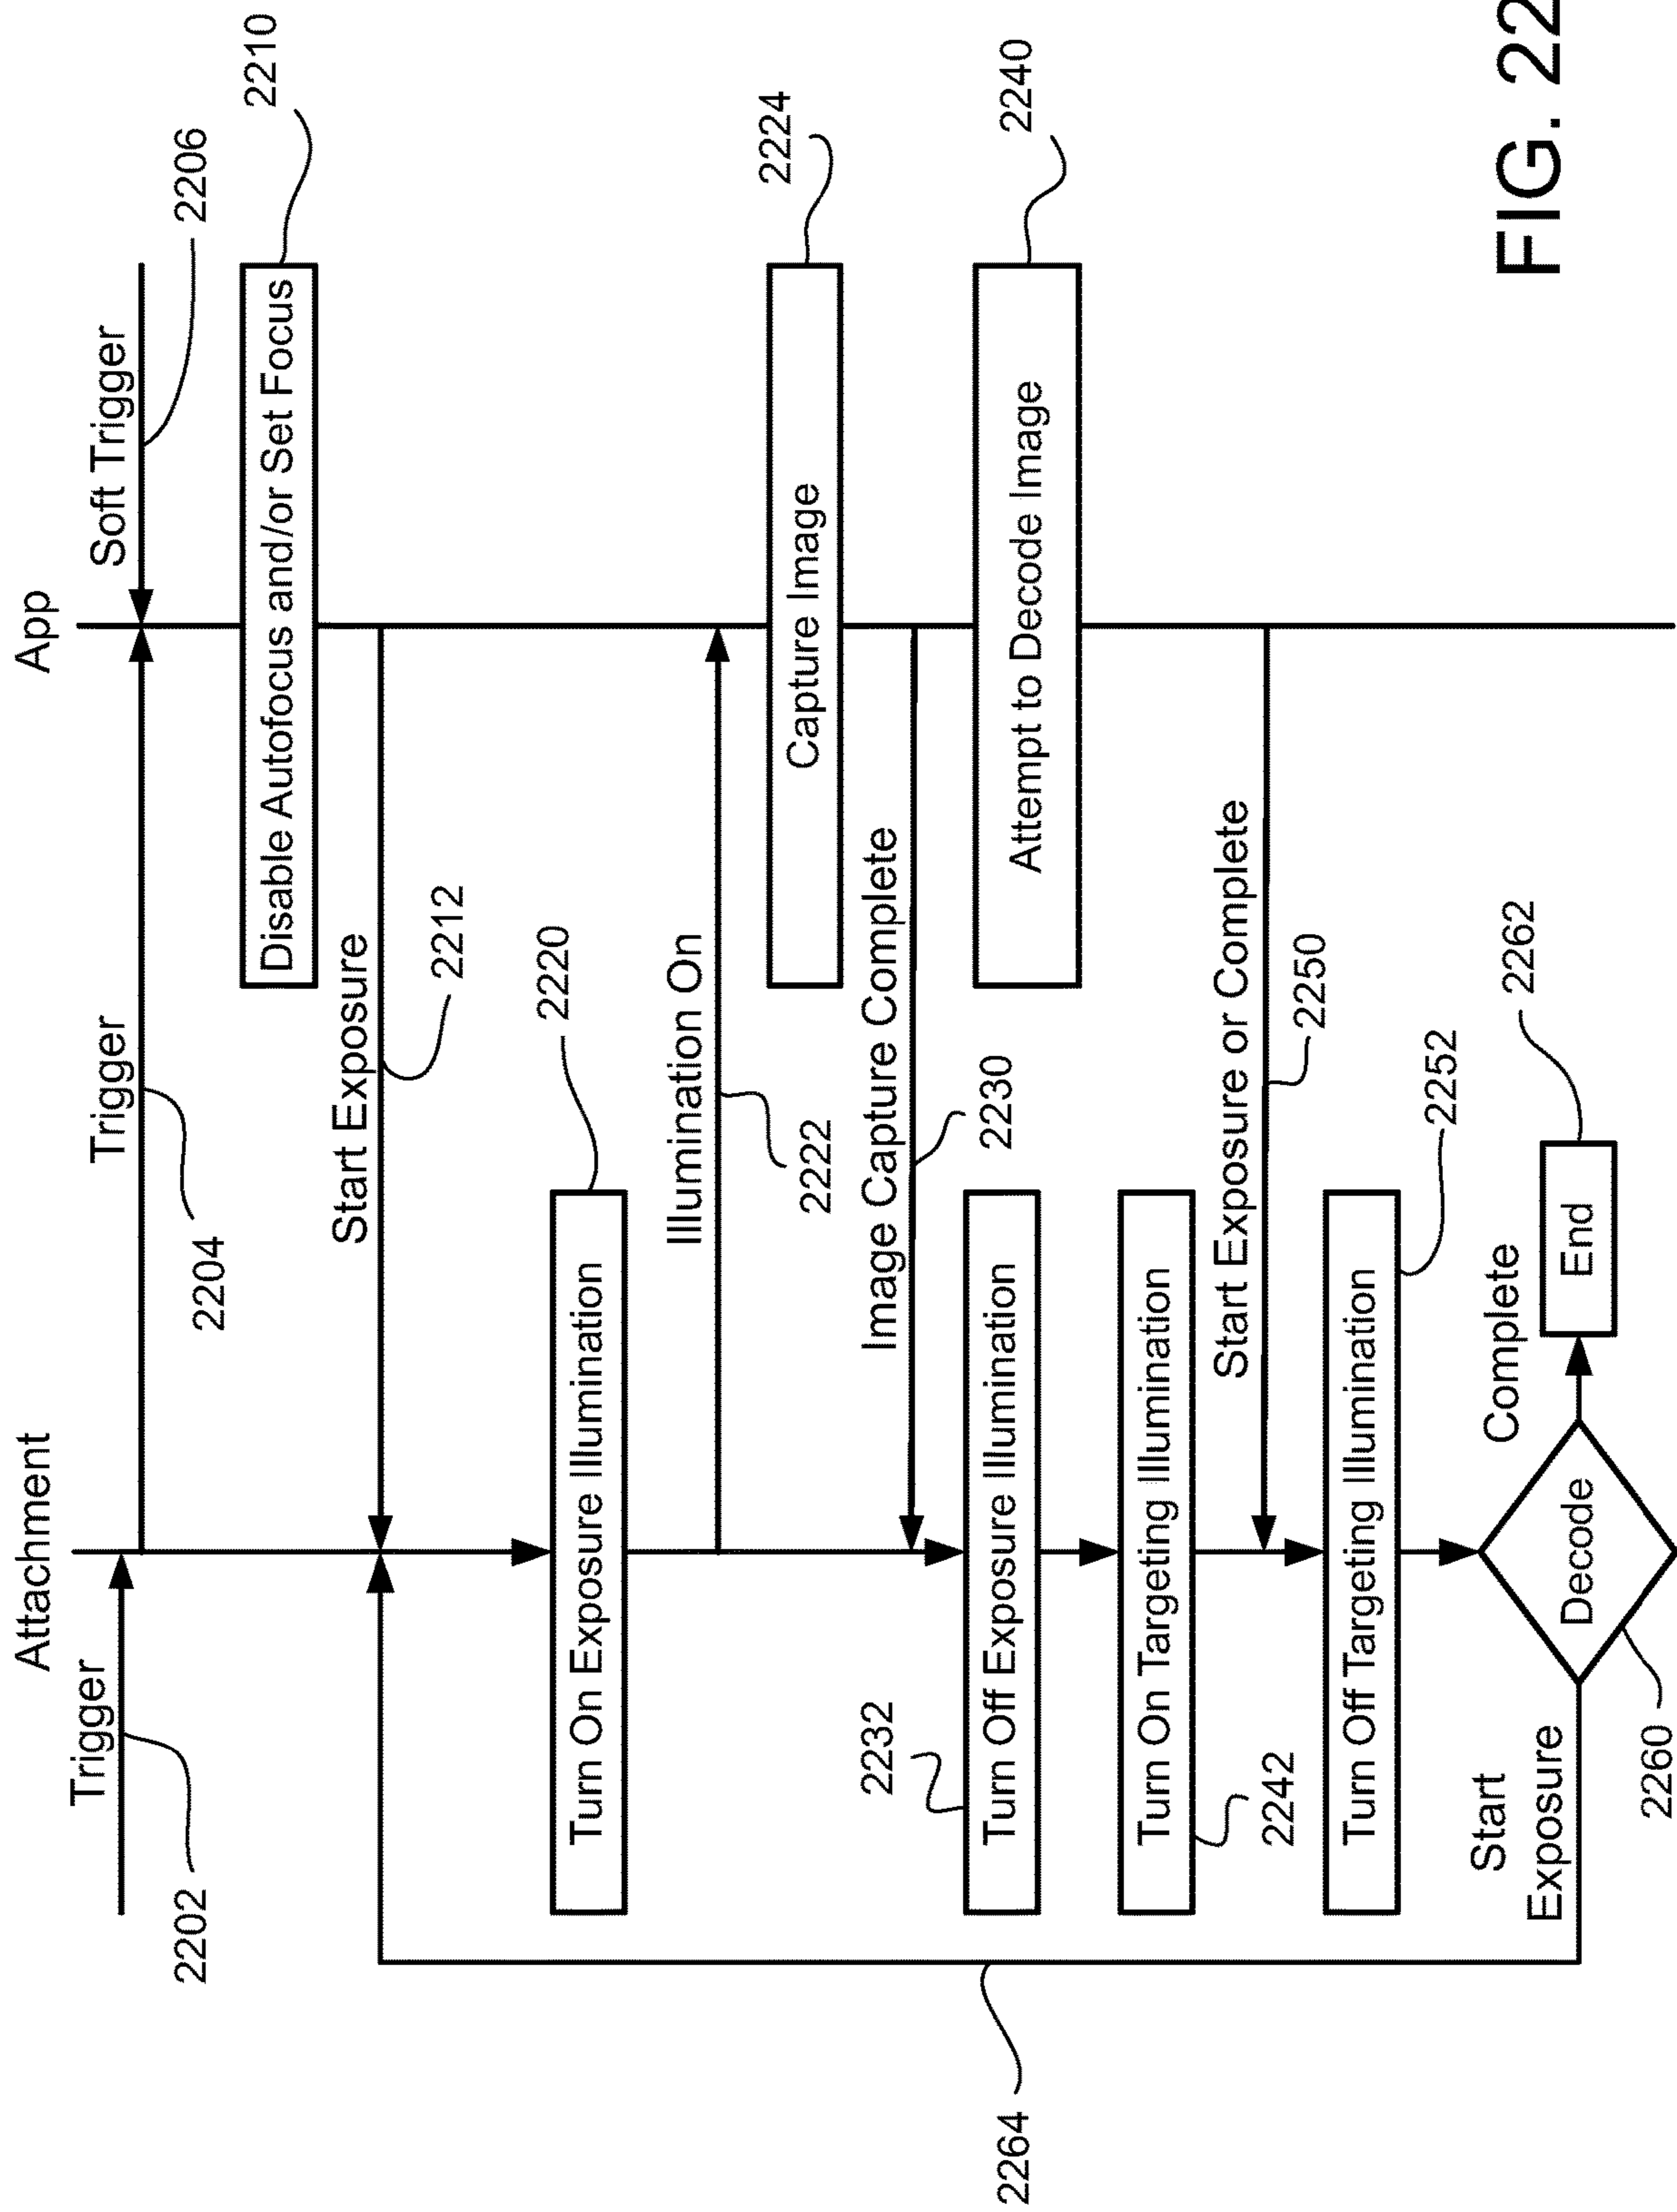 Attachment
App
Trigger
2202
Trigger
2204
Soft Trigger
2206
Disable Autofocus and/or Set Focus
2210
Start Exposure
2212
Turn On Exposure Illumination
2220
Illumination On
2222
Capture Image
2224
Image Capture Complete
2230
Turn Off Exposure Illumination
2232
Attempt to Decode Image
2240
Turn On Targeting Illumination
2242
Start Exposure or Complete
2250
Turn Off Targeting Illumination
2252
Decode
2260
Complete
End
2262
Start
Exposure
2264
FIG. 22